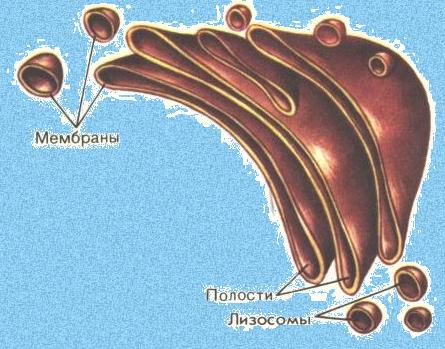 Мембраны
Полости
Лизосомы